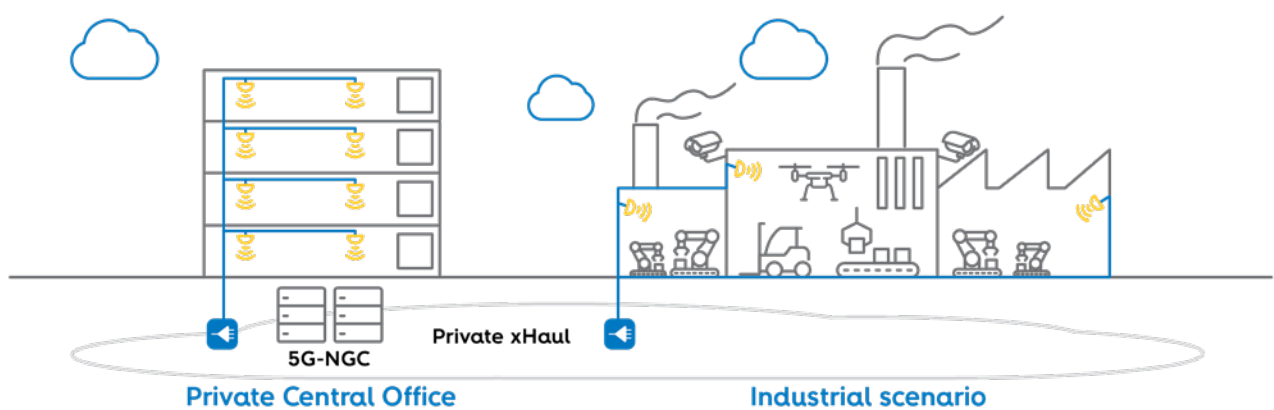 Private xHaul
5G-NGC
Private Central Office
Industrial scenario